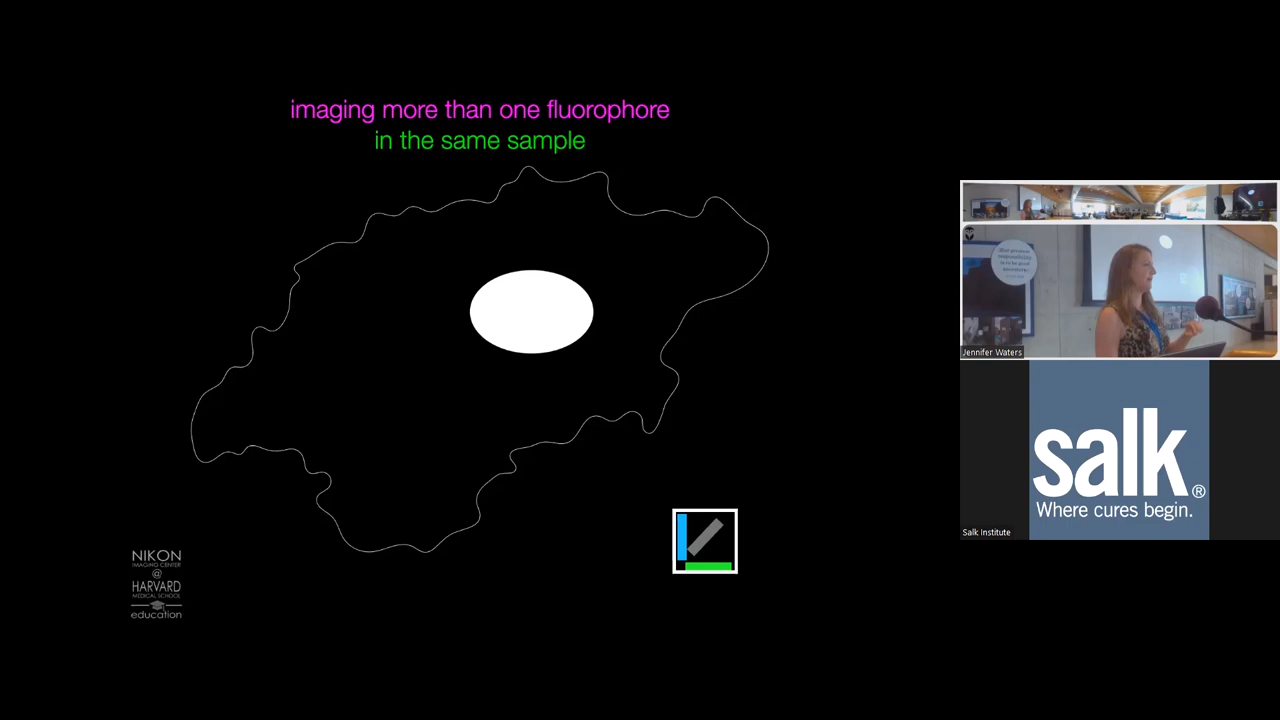 imaging more than one fluorophore
in the same sample
NIKON
IMAGING CENTER
@
HARVARD
MEDICAL SCHOOL
education
Jennifer Waters
salk®
Where cures begin.
Salk Institute